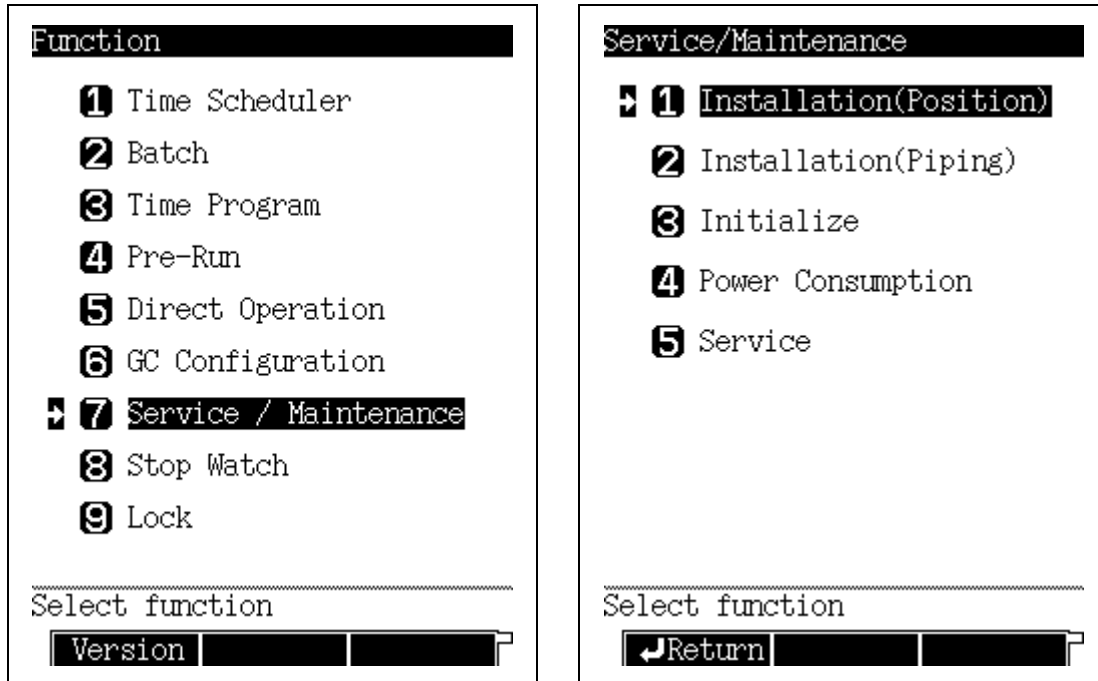 Function
1 Time Scheduler
2 Batch
3 Time Program
4 Pre-Run
5 Direct Operation
6 GC Configuration
7 Service / Maintenance
8 Stop Watch
9 Lock
Select function
Version
Service/Maintenance
1 Installation(Position)
2 Installation(Piping)
3 Initialize
4 Power Consumption
5 Service
Select function
Return